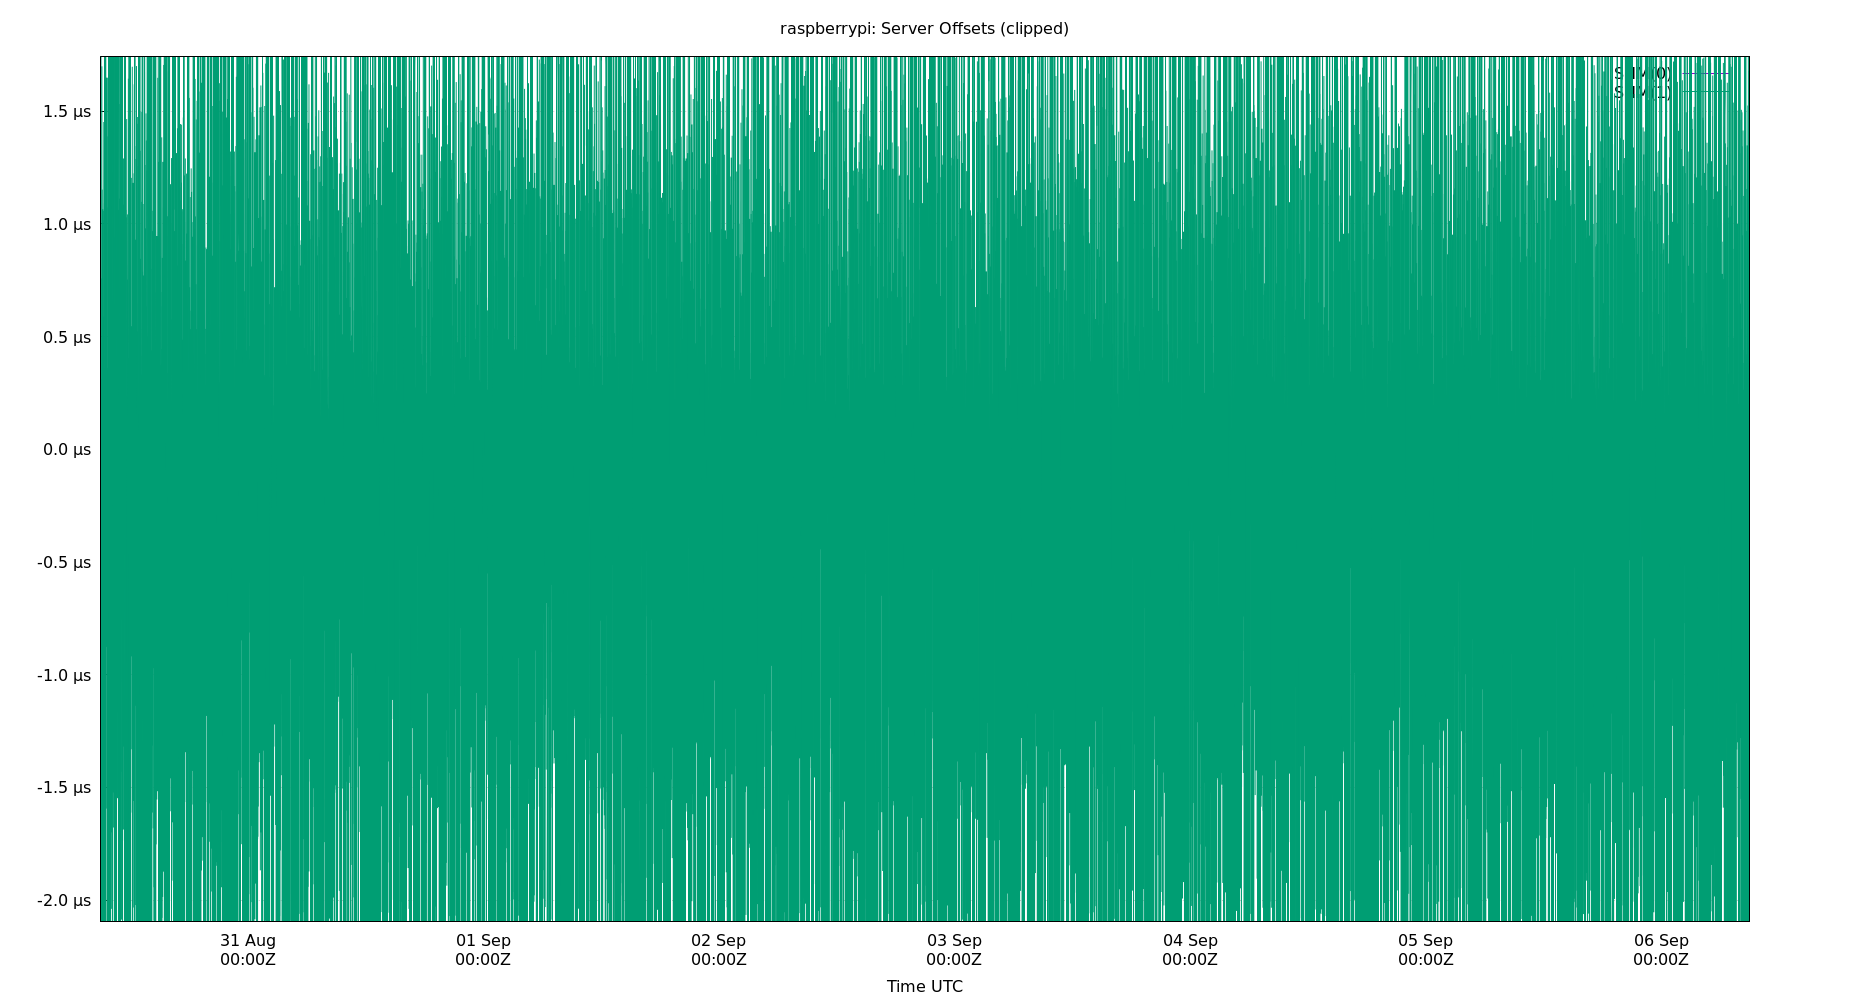 raspberrypi: Server Offsets (clipped)
1.5 µs
1.0 µs
0.5 µs
0.0 µs
-0.5 µs
-1.0 µs
-1.5 µs
-2.0 µs
31 Aug
00:00Z
01 Sep
00:00Z
02 Sep
00:00Z
03 Sep
00:00Z
04 Sep
00:00Z
05 Sep
00:00Z
06 Sep
00:00Z
Time UTC